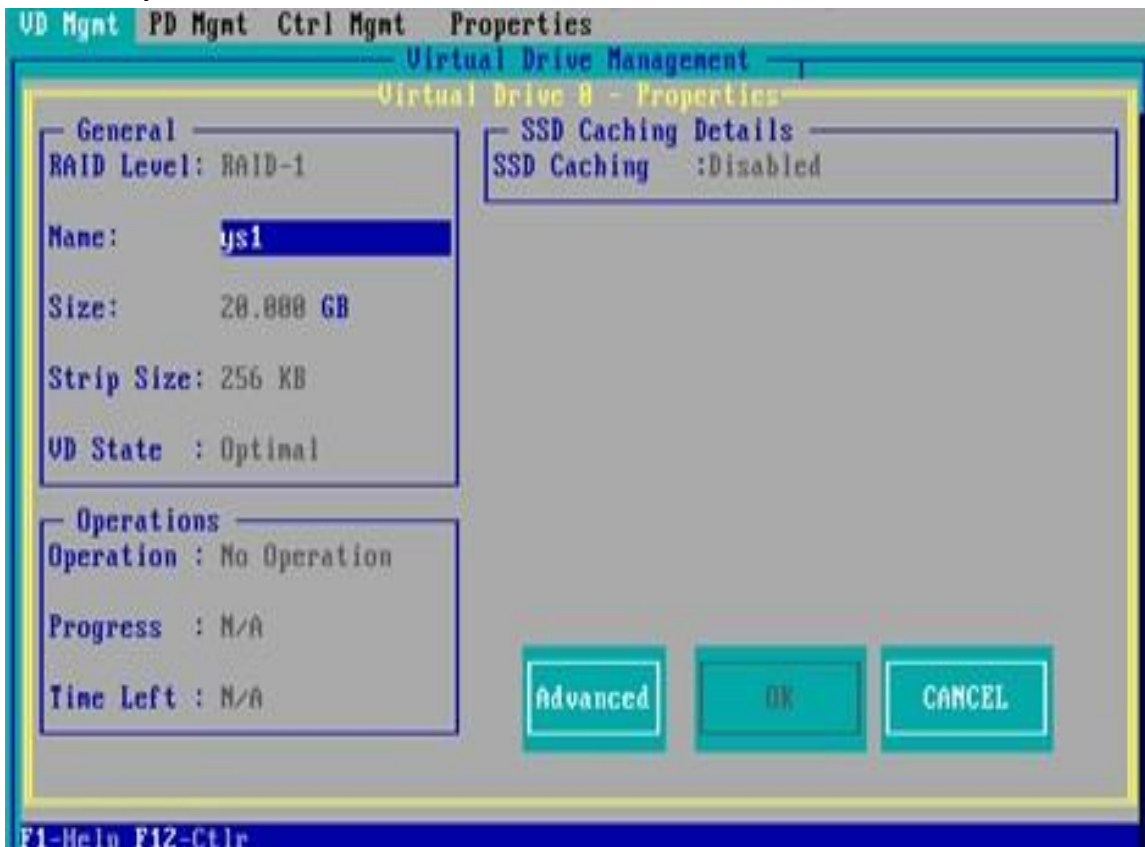 VD Mgmt PD Mgmt Ctrl Mgmt Properties
Virtual Drive Management
Virtual Drive 0 - Properties
General
RAID Level: RAID-1
Name: ys1
Size: 20.000 GB
Strip Size: 256 KB
VD State : Optimal
Operations
Operation : No Operation
Progress : N/A
Time Left : N/A
SSD Caching Details
SSD Caching :Disabled
Advanced OK CANCEL
F1-Help F12-Ctlr